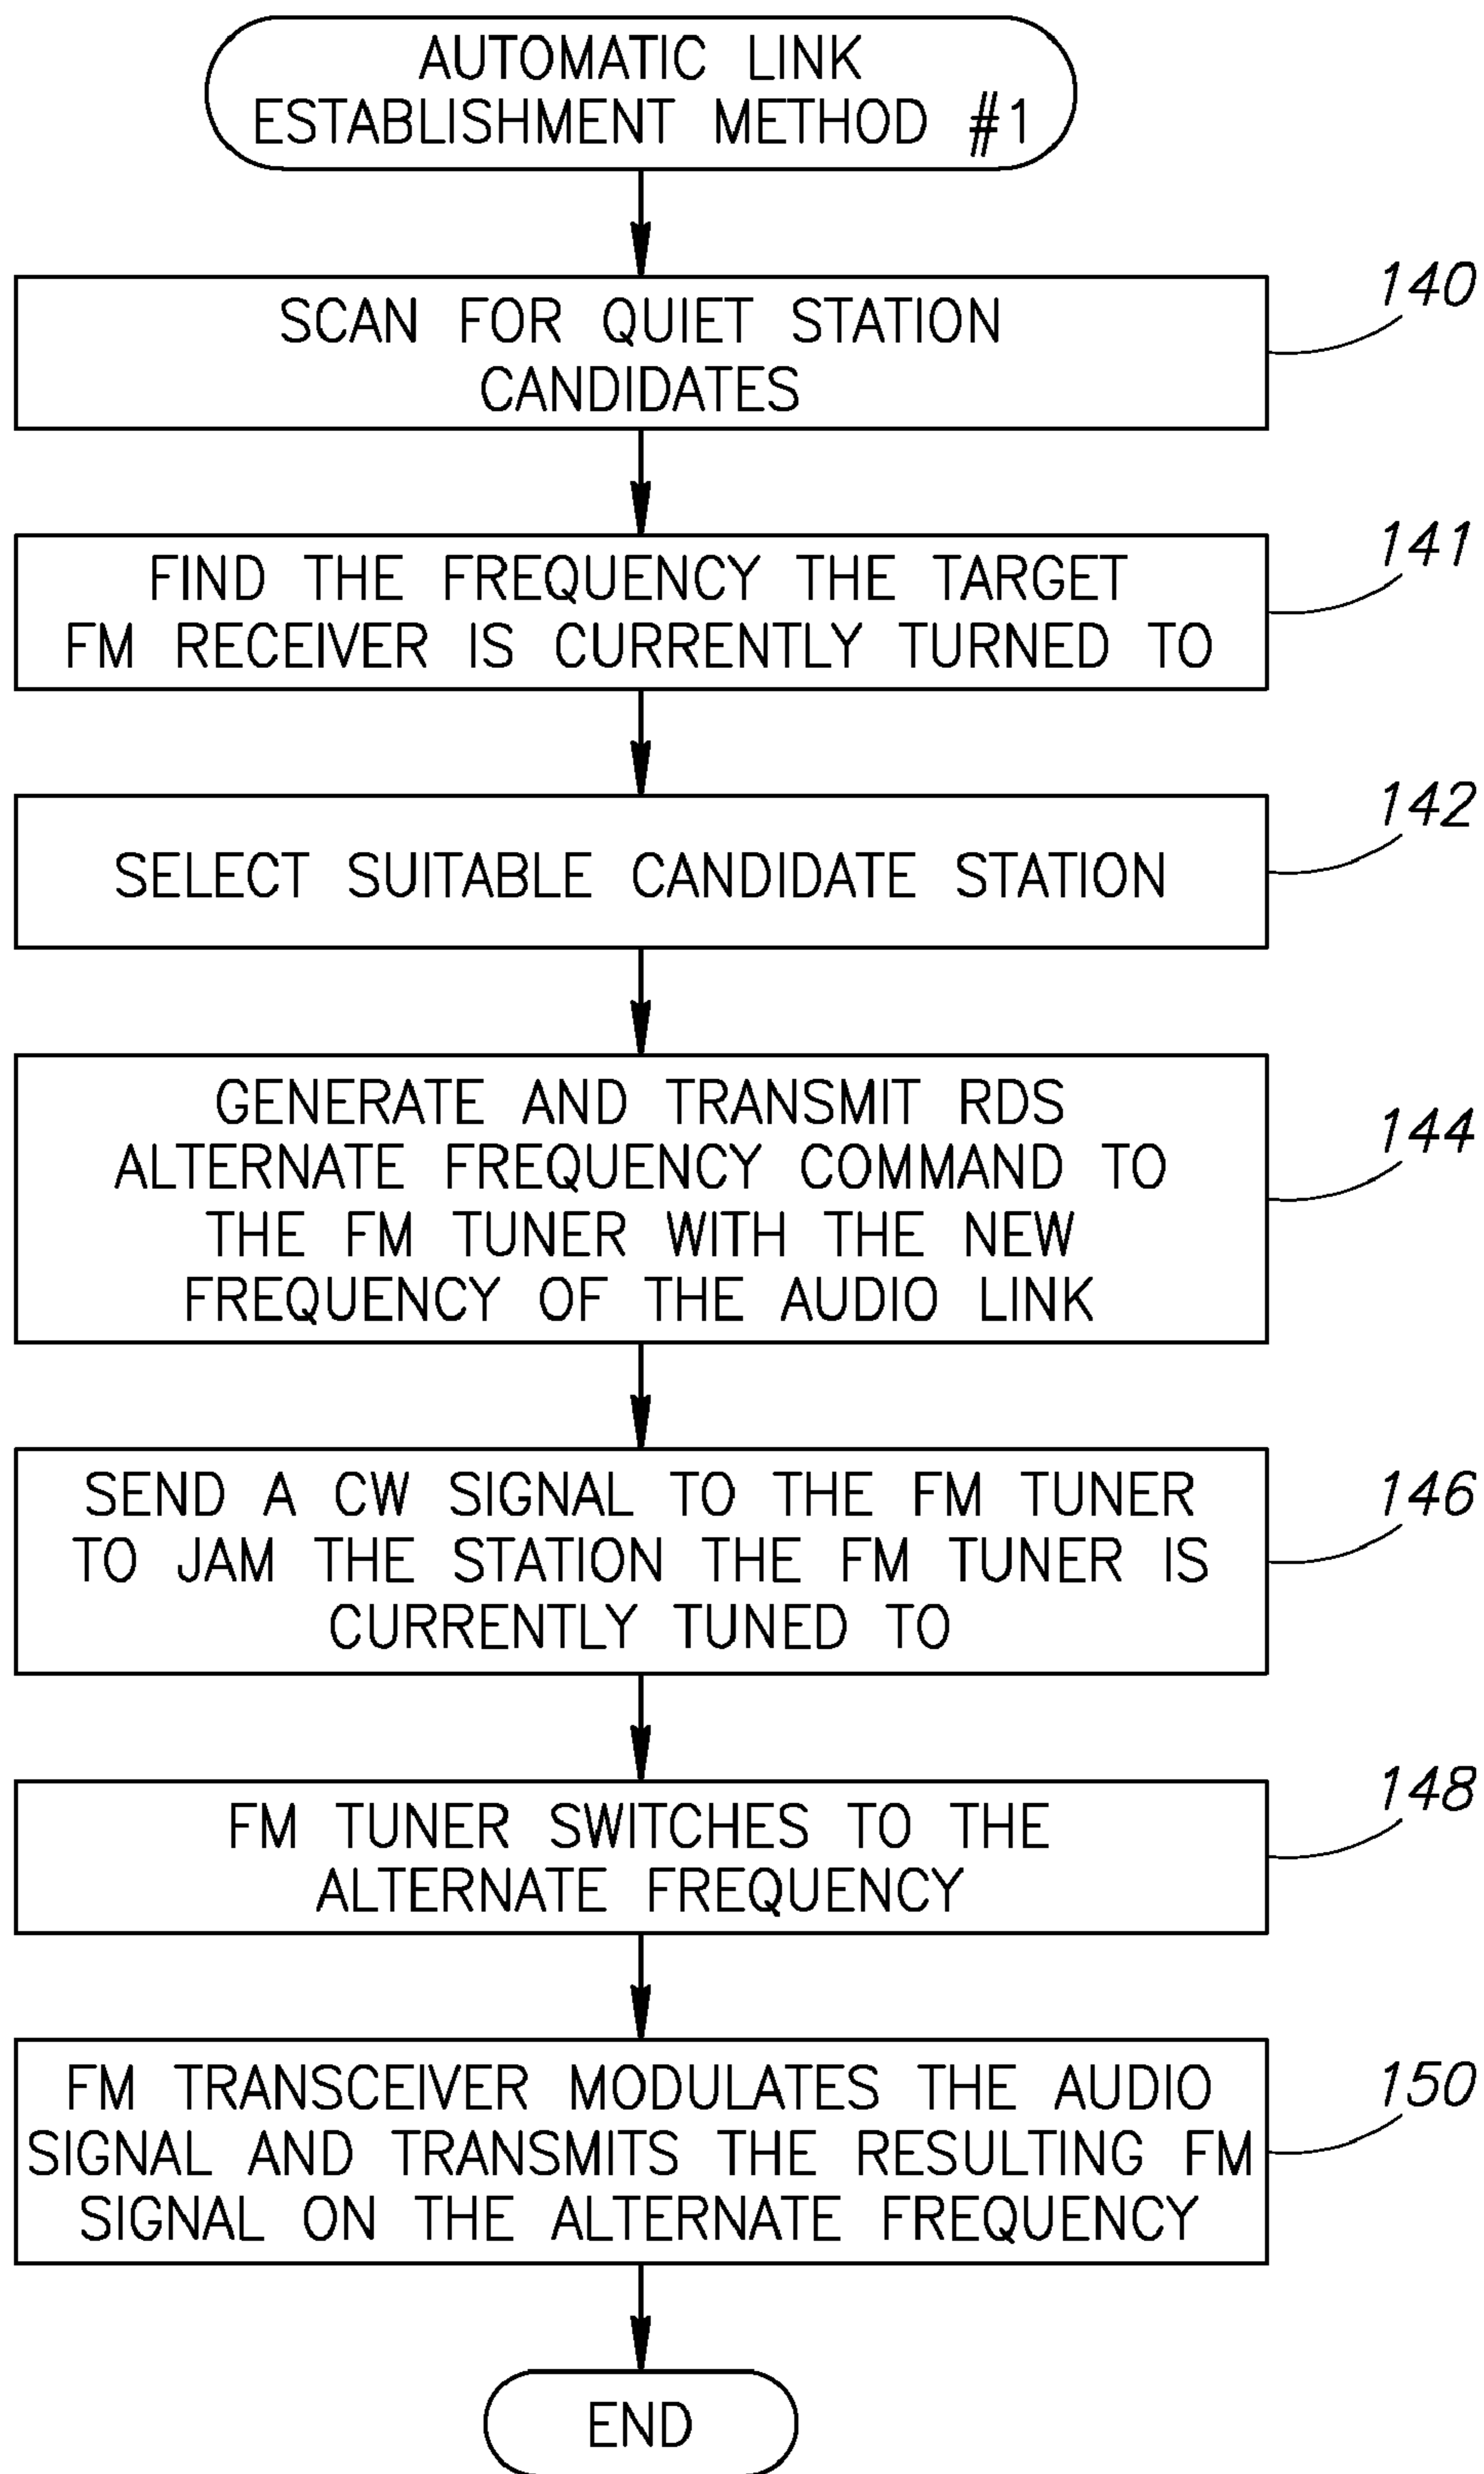 AUTOMATIC LINK
ESTABLISHMENT METHOD #1
140
SCAN FOR QUIET STATION
CANDIDATES
141
FIND THE FREQUENCY THE TARGET
FM RECEIVER IS CURRENTLY TURNED TO
142
SELECT SUITABLE CANDIDATE STATION
144
GENERATE AND TRANSMIT RDS
ALTERNATE FREQUENCY COMMAND TO
THE FM TUNER WITH THE NEW
FREQUENCY OF THE AUDIO LINK
146
SEND A CW SIGNAL TO THE FM TUNER
TO JAM THE STATION THE FM TUNER IS
CURRENTLY TUNED TO
148
FM TUNER SWITCHES TO THE
ALTERNATE FREQUENCY
150
FM TRANSCEIVER MODULATES THE AUDIO
SIGNAL AND TRANSMITS THE RESULTING FM
SIGNAL ON THE ALTERNATE FREQUENCY
END